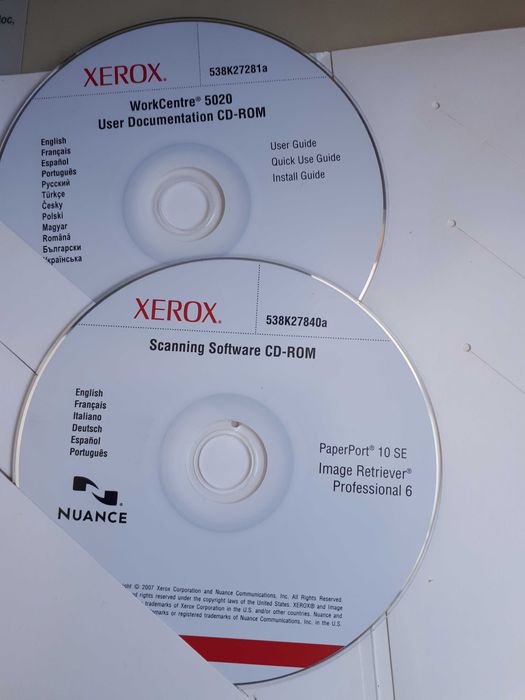 oc.
XEROX.
538K27281a
WorkCentre® 5020
User Documentation CD-ROM
English
Français
Español
Português
Русский
Türkçe
Česky
Polski
Magyar
Română
Български
Українська
User Guide
Quick Use Guide
Install Guide
XEROX.
538K27840a
Scanning Software CD-ROM
English
Français
Italiano
Deutsch
Español
Português
PaperPort® 10 SE
Image Retriever®
Professional 6
NUANCE
© 2007 Xerox Corporation and Nuance Communications, Inc. All Rights Reserved.
rights reserved under the copyright laws of the United States. XEROX® and Image
trademarks of Xerox Corporation in the U.S. and/or other countries. Nuance and
marks or registered trademarks of Nuance Communications, Inc. in the U.S.